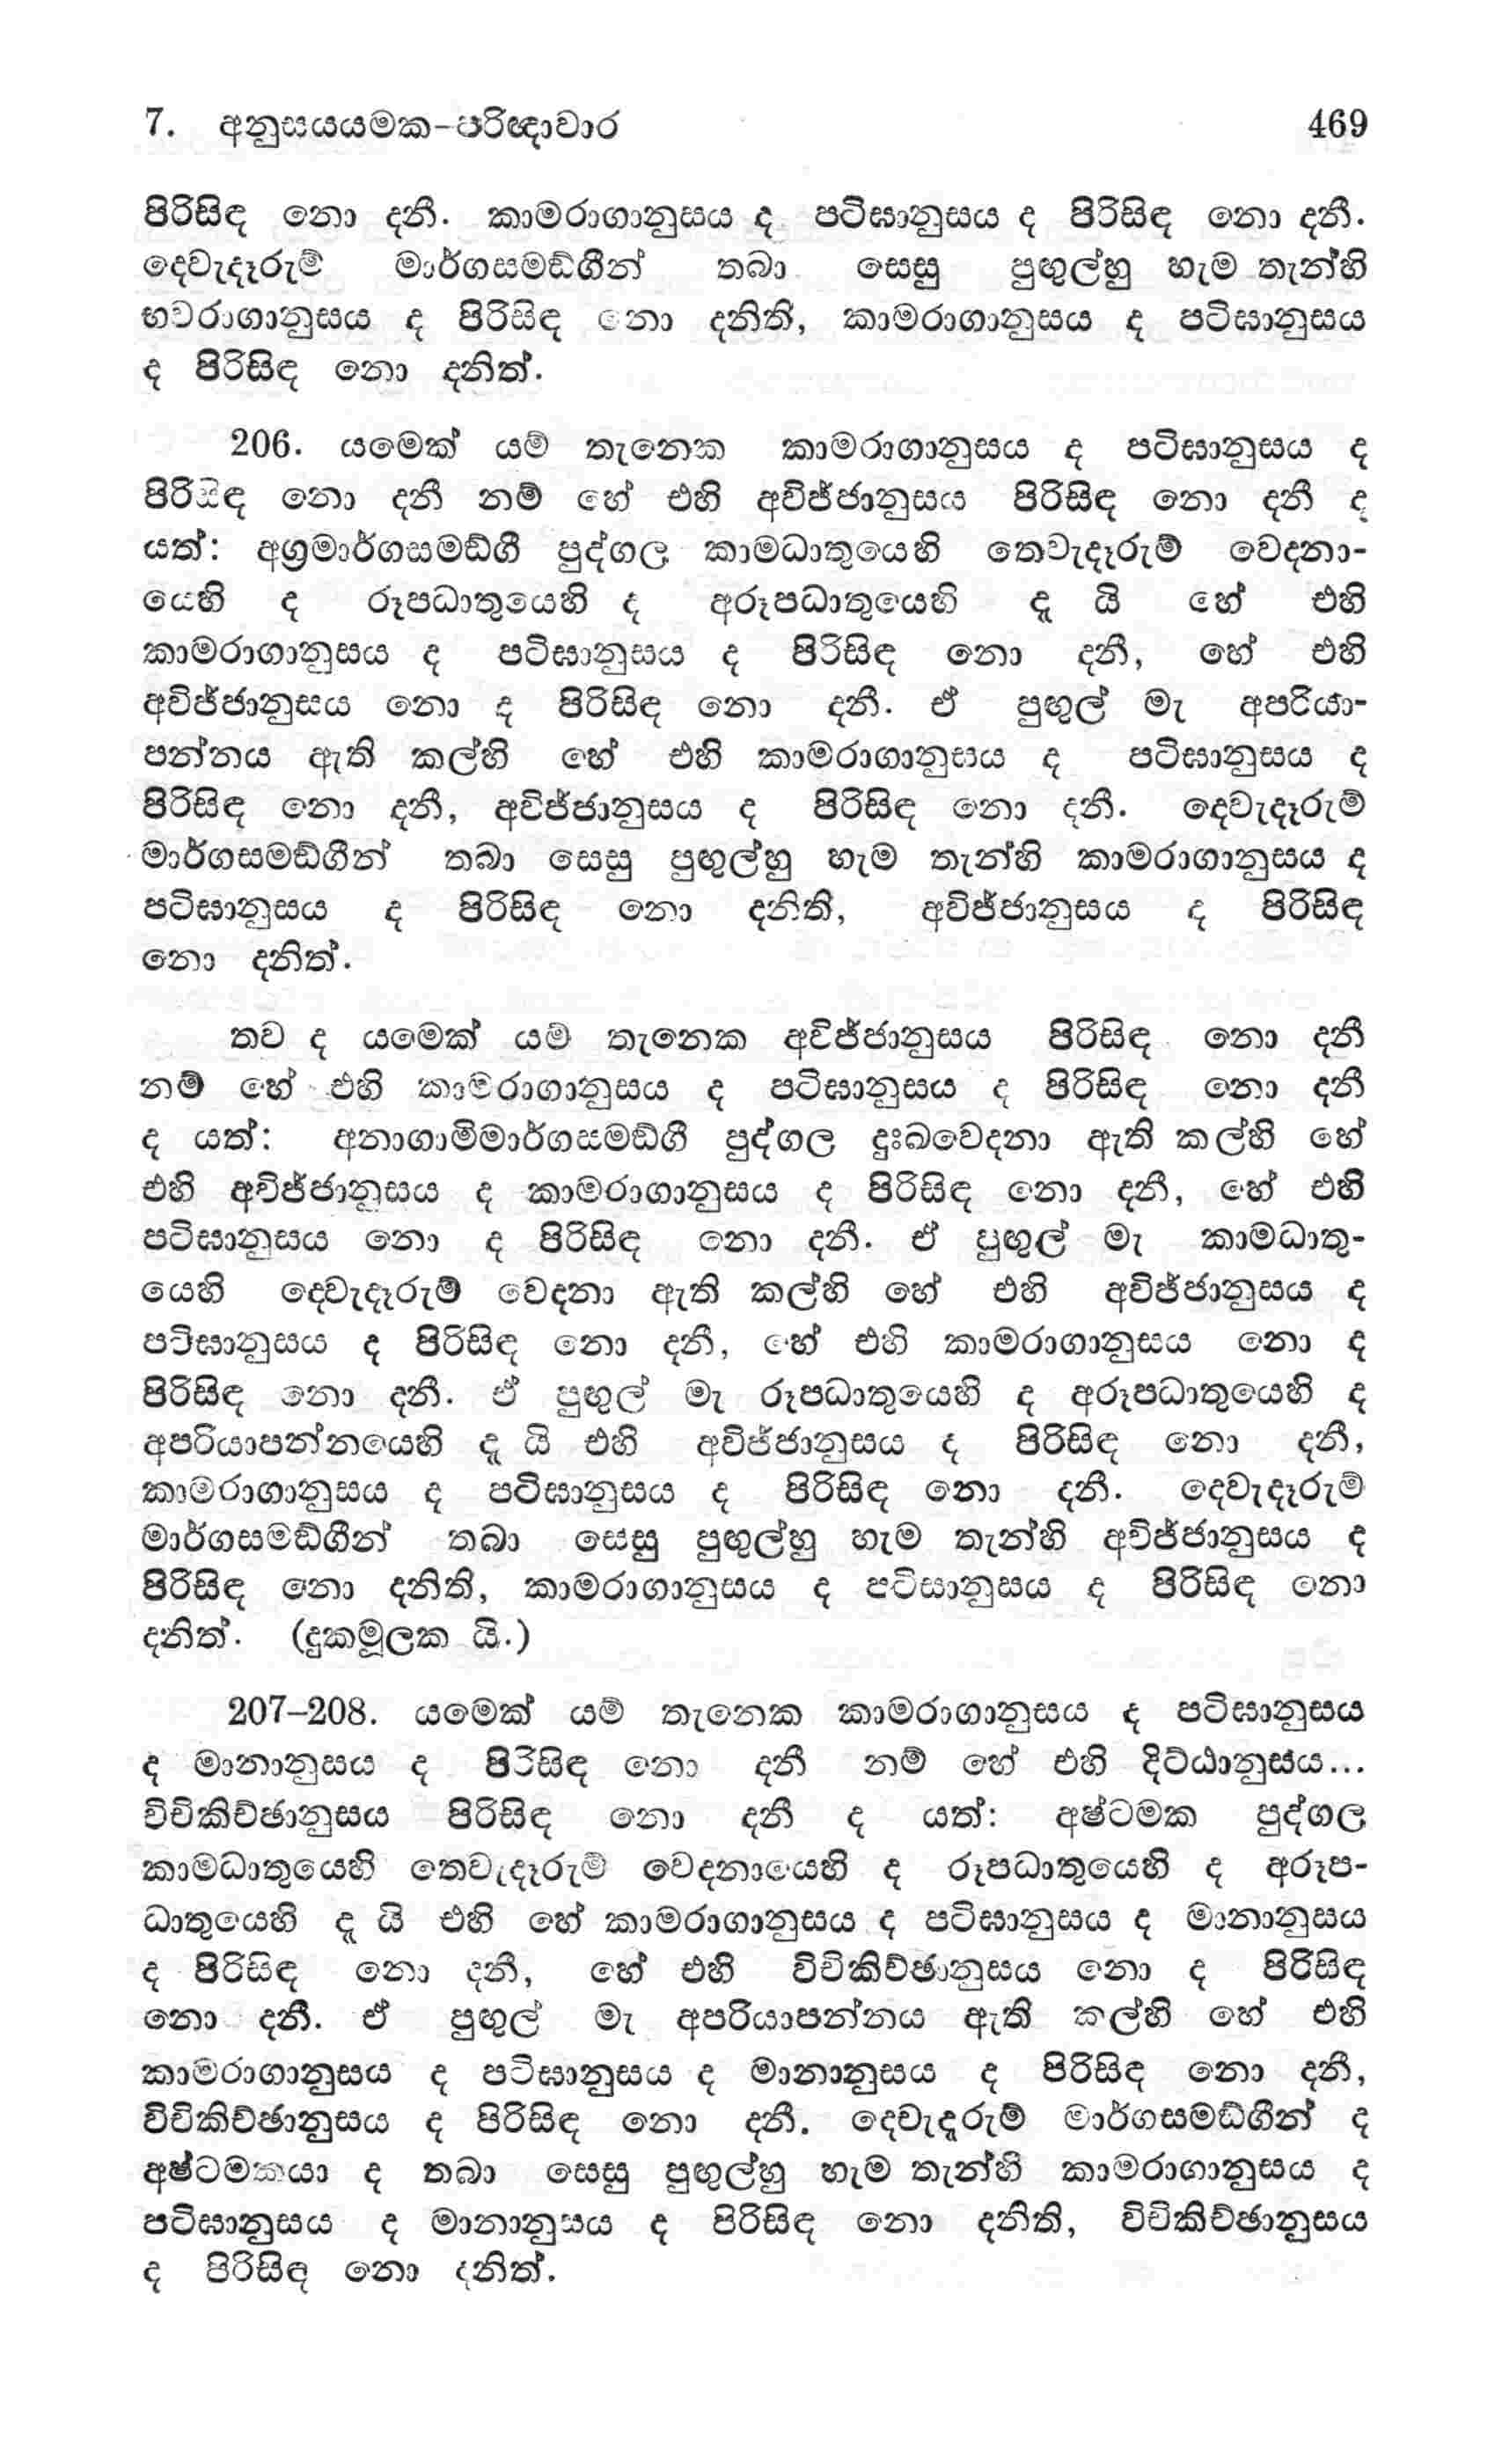 7. අනුසයයමක-පරිඥාවාර 469
පිරිසිඳ නො දනී. කාමරාගානුසය ද පටිඝානුසය ද පිරිසිඳ නො දනී.
දෙවැදෑරුම් මාර්ගසමඞ්ගීන් තබා සෙසු පුඟුල්හු හැම තැන්හි
භවරාගානුසය ද පිරිසිඳ නො දනිති, කාමරාගානුසය ද පටිඝානුසය
ද පිරිසිඳ නො දනිත්.
206. යමෙක් යම් තැනෙක කාමරාගානුසය ද පටිඝානුසය ද
පිරිසිඳ නො දනී නම් හේ එහි අවිජ්ජානුසය පිරිසිඳ නො දනී ද
යත්: අග්‍රමාර්ගසමඞ්ගී පුද්ගල කාමධාතුයෙහි තෙවැදෑරුම් වෙදනා-
යෙහි ද රූපධාතුයෙහි ද අරූපධාතුයෙහි දැ යි හේ එහි
කාමරාගානුසය ද පටිඝානුසය ද පිරිසිඳ නො දනී, හේ එහි
අවිජ්ජානුසය නො ද පිරිසිඳ නො දනී. ඒ පුඟුල් මැ අපරියා-
පන්නය ඇති කල්හි හේ එහි කාමරාගානුසය ද පටිඝානුසය ද
පිරිසිඳ නො දනී, අවිජ්ජානුසය ද පිරිසිඳ නො දනී. දෙවැදෑරුම්
මාර්ගසමඞ්ගීන් තබා සෙසු පුඟුල්හු හැම තැන්හි කාමරාගානුසය ද
පටිඝානුසය ද පිරිසිඳ නො දනිති, අවිජ්ජානුසය ද පිරිසිඳ
නො දනිත්.
තව ද යමෙක් යම් තැනෙක අවිජ්ජානුසය පිරිසිඳ නො දනී
නම් හේ එහි කාමරාගානුසය ද පටිඝානුසය ද පිරිසිඳ නො දනී
ද යත්: අනාගාමිමාර්ගසමඞ්ගී පුද්ගල දුඃඛවෙදනා ඇති කල්හි හේ
එහි අවිජ්ජානුසය ද කාමරාගානුසය ද පිරිසිඳ නො දනී, හේ එහි
පටිඝානුසය නො ද පිරිසිඳ නො දනී. ඒ පුඟුල් මැ කාමධාතු-
යෙහි දෙවැදෑරුම් වෙදනා ඇති කල්හි හේ එහි අවිජ්ජානුසය ද
පටිඝානුසය ද පිරිසිඳ නො දනී, හේ එහි කාමරාගානුසය නො ද
පිරිසිඳ නො දනී. ඒ පුඟුල් මැ රූපධාතුයෙහි ද අරූපධාතුයෙහි ද
අපරියාපන්නයෙහි දැ යි එහි අවිජ්ජානුසය ද පිරිසිඳ නො දනී,
කාමරාගානුසය ද පටිඝානුසය ද පිරිසිඳ නො දනී. දෙවැදෑරුම්
මාර්ගසමඞ්ගීන් තබා සෙසු පුඟුල්හු හැම තැන්හි අවිජ්ජානුසය ද
පිරිසිඳ නො දනිති, කාමරාගානුසය ද පටිඝානුසය ද පිරිසිඳ නො
දනිත්. (දුකමූලක යි.)
207–208. යමෙක් යම් තැනෙක කාමරාගානුසය ද පටිඝානුසය
ද මානානුසය ද පිරිසිඳ නො දනී නම් හේ එහි දිට්ඨානුසය...
විචිකිච්ඡානුසය පිරිසිඳ නො දනී ද යත්: අෂ්ටමක පුද්ගල
කාමධාතුයෙහි තෙවැදෑරුම් වෙදනායෙහි ද රූපධාතුයෙහි ද අරූප-
ධාතුයෙහි දැ යි එහි හේ කාමරාගානුසය ද පටිඝානුසය ද මානානුසය
ද පිරිසිඳ නො දනී, හේ එහි විචිකිච්ඡානුසය නො ද පිරිසිඳ
නො දනී. ඒ පුඟුල් මැ අපරියාපන්නය ඇති කල්හි හේ එහි
කාමරාගානුසය ද පටිඝානුසය ද මානානුසය ද පිරිසිඳ නො දනී,
විචිකිච්ඡානුසය ද පිරිසිඳ නො දනී. දෙවැදෑරුම් මාර්ගසමඞ්ගීන් ද
අෂ්ටමකයා ද තබා සෙසු පුඟුල්හු හැම තැන්හි කාමරාගානුසය ද
පටිඝානුසය ද මානානුසය ද පිරිසිඳ නො දනිති, විචිකිච්ඡානුසය
ද පිරිසිඳ නො දනිත්.